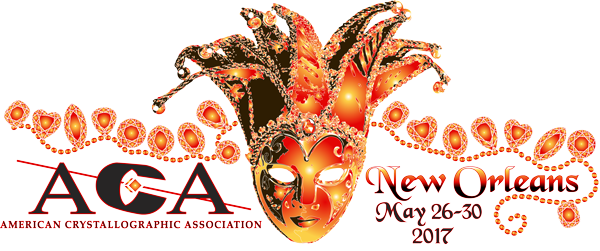 ACA
AMERICAN CRYSTALLOGRAPHIC ASSOCIATION
New Orleans
May 26-30
2017